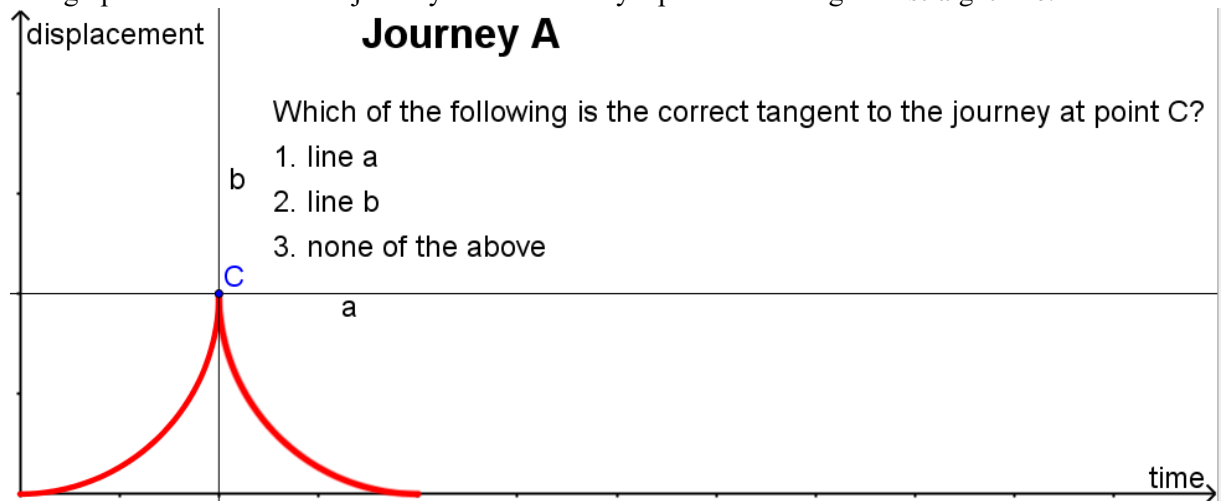 displacement
Journey A
Which of the following is the correct tangent to the journey at point C?
1. line a
b
2. line b
3. none of the above
C
a
time